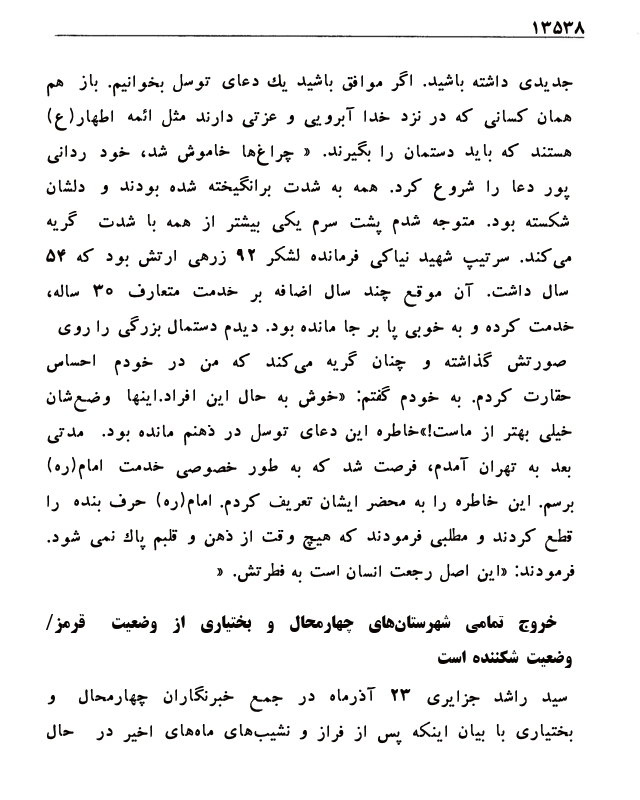 ۱۳۵۳۸
جدیدی داشته باشید. اگر موافق باشید یك دعای توسل بخوانیم. باز هم
همان کسانی که در نزد خدا آبرویی و عزتی دارند مثل ائمه اطهار(ع)
هستند که باید دستمان را بگیرند. « چراغ‌ها خاموش شد، خود ردانی
پور دعا را شروع کرد. همه به شدت برانگیخته شده بودند و دلشان
شکسته بود. متوجه شدم پشت سرم یکی بیشتر از همه با شدت گریه
می‌کند. سرتیپ شهید نیاکی فرمانده لشکر ۹۲ زرهی ارتش بود که ۵۴
سال داشت. آن موقع چند سال اضافه بر خدمت متعارف ۳۰ ساله،
خدمت کرده و به خوبی پا بر جا مانده بود. دیدم دستمال بزرگی را روی
صورتش گذاشته و چنان گریه می‌کند که من در خودم احساس
حقارت کردم. به خودم گفتم: «خوش به حال این افراد.اینها وضع‌شان
خیلی بهتر از ماست!»خاطره این دعای توسل در ذهنم مانده بود. مدتی
بعد به تهران آمدم، فرصت شد که به طور خصوصی خدمت امام(ره)
برسم. این خاطره را به محضر ایشان تعریف کردم. امام(ره) حرف بنده را
قطع کردند و مطلبی فرمودند که هیچ وقت از ذهن و قلبم پاك نمی شود.
فرمودند: «این اصل رجعت انسان است به فطرتش. «
خروج تمامی شهرستان‌های چهارمحال و بختیاری از وضعیت قرمز/
وضعیت شکننده است
سید راشد جزایری ۲۳ آذرماه در جمع خبرنگاران چهارمحال و
بختیاری با بیان اینکه پس از فراز و نشیب‌های ماه‌های اخیر در حال